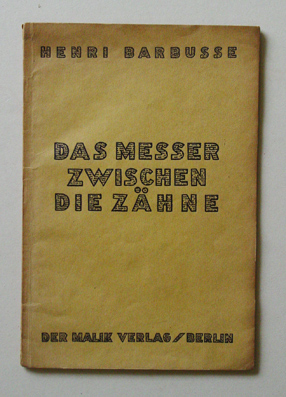 HENRI BARBUSSE
DAS MESSER
ZWISCHEN
DIE ZÄHNE
DER MALIK VERLAG / BERLIN